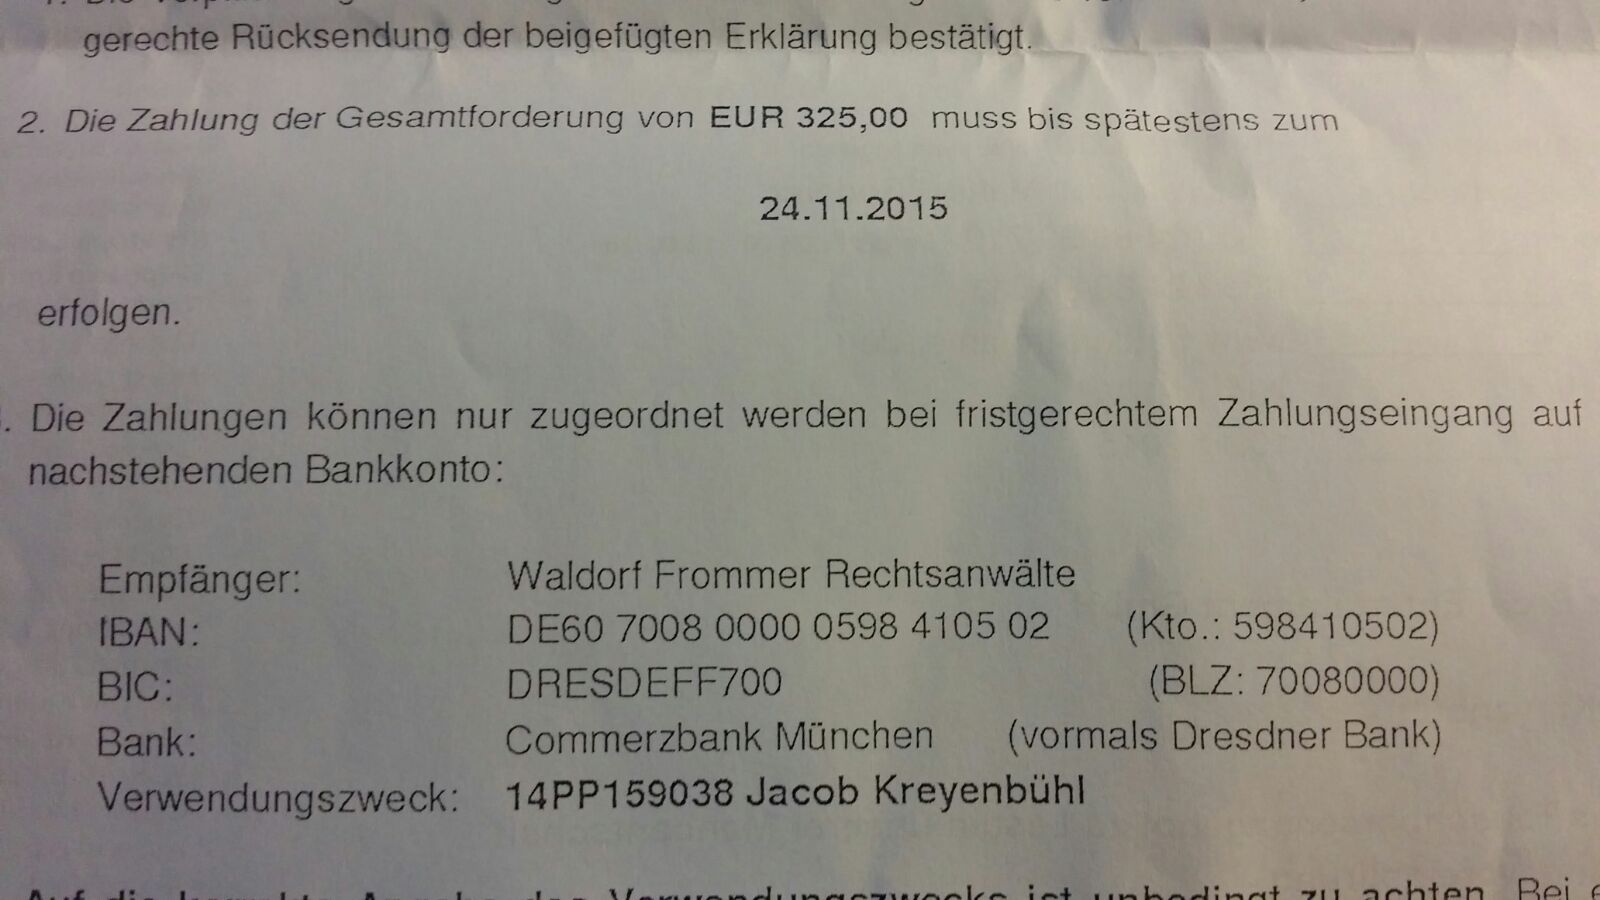 gerechte Rücksendung der beigefügten Erklärung bestätigt.
2. Die Zahlung der Gesamtforderung von EUR 325,00 muss bis spätestens zum
24.11.2015
erfolgen.
. Die Zahlungen können nur zugeordnet werden bei fristgerechtem Zahlungseingang auf
nachstehenden Bankkonto:
Empfänger: Waldorf Frommer Rechtsanwälte
IBAN: DE60 7008 0000 0598 4105 02 (Kto.: 598410502)
BIC: DRESDEFF700 (BLZ: 70080000)
Bank: Commerzbank München (vormals Dresdner Bank)
Verwendungszweck: 14PP159038 Jacob Kreyenbühl
Auf die korrekte Angabe des Verwendungszwecks ist unbedingt zu achten. Bei